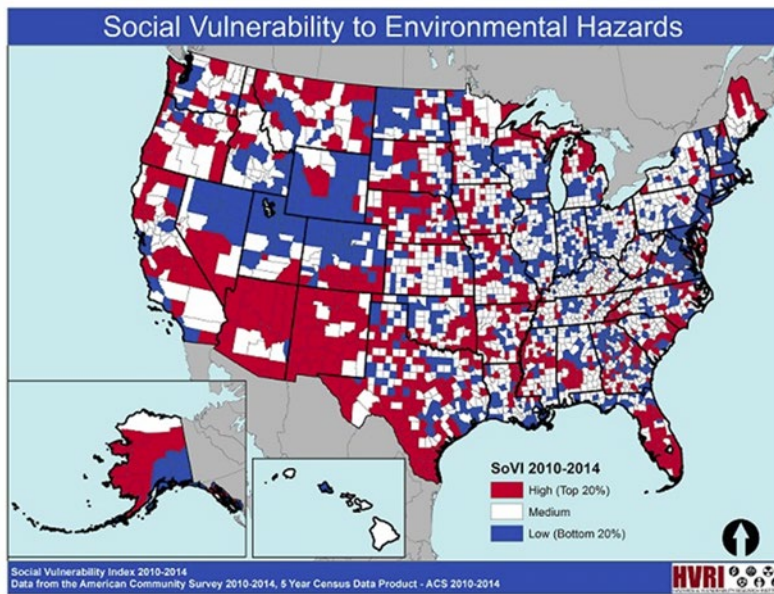 Social Vulnerability to Environmental Hazards
SoVI 2010-2014
High (Top 20%)
Medium
Low (Bottom 20%)
Social Vulnerability Index 2010-2014
Data from the American Community Survey 2010-2014, 5 Year Census Data Product - ACS 2010-2014
HVRI